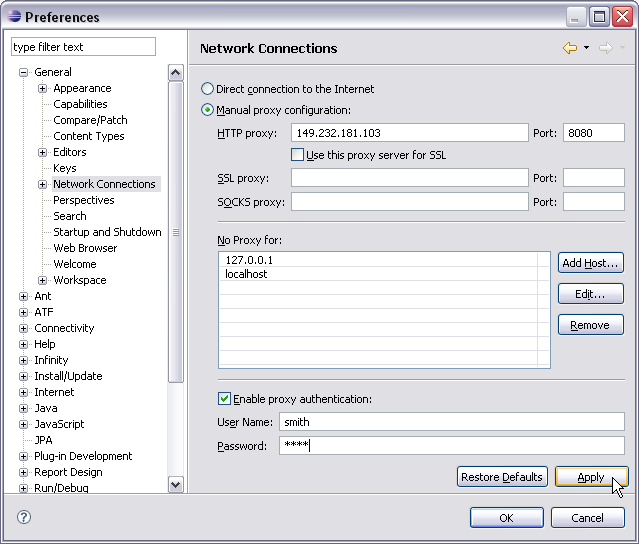 Preferences
type filter text
General
Appearance
Capabilities
Compare/Patch
Content Types
Editors
Keys
Network Connections
Perspectives
Search
Startup and Shutdown
Web Browser
Welcome
Workspace
Ant
ATF
Connectivity
Help
Infinity
Install/Update
Internet
Java
JavaScript
JPA
Plug-in Development
Report Design
Run/Debug
Network Connections
Direct connection to the Internet
Manual proxy configuration:
HTTP proxy: 149.232.181.103 Port: 8080
Use this proxy server for SSL
SSL proxy: Port:
SOCKS proxy: Port:
No Proxy for:
127.0.0.1
localhost
Add Host...
Edit...
Remove
Enable proxy authentication:
User Name: smith
Password: ****
Restore Defaults Apply
? OK Cancel